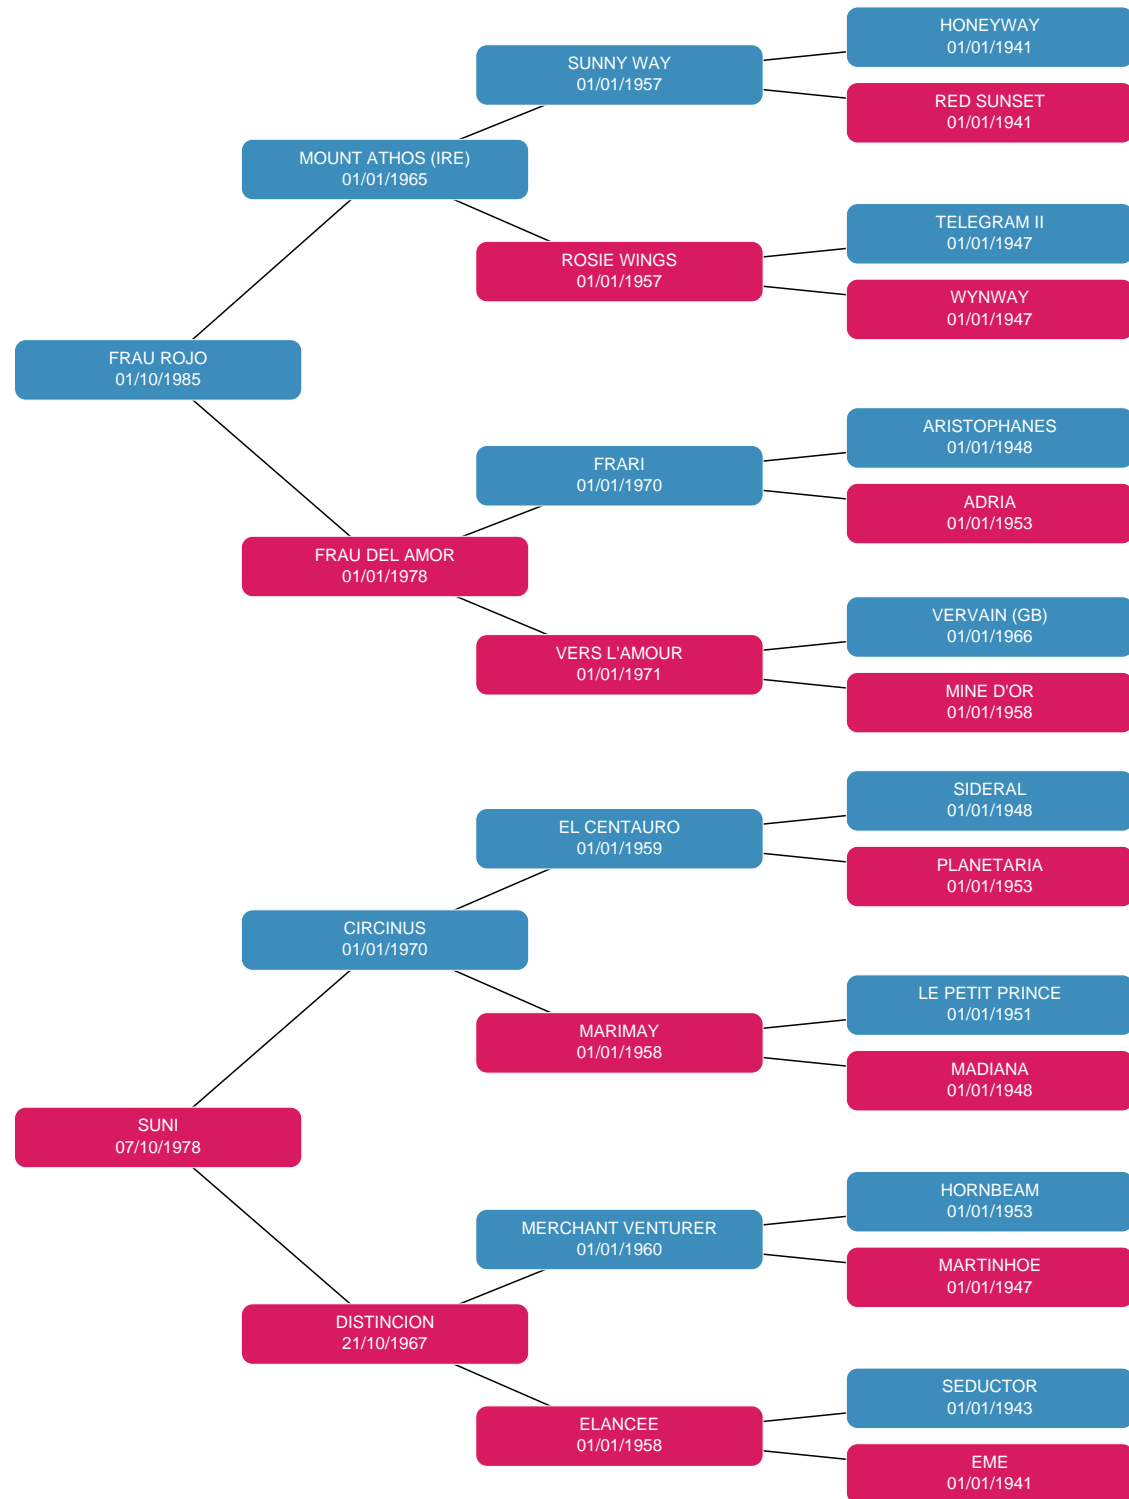 HONEYWAY
01/01/1941
SUNNY WAY
01/01/1957
RED SUNSET
01/01/1941
MOUNT ATHOS (IRE)
01/01/1965
TELEGRAM II
01/01/1947
ROSIE WINGS
01/01/1957
WYNWAY
01/01/1947
FRAU ROJO
01/10/1985
ARISTOPHANES
01/01/1948
FRARI
01/01/1970
ADRIA
01/01/1953
FRAU DEL AMOR
01/01/1978
VERVAIN (GB)
01/01/1966
VERS L'AMOUR
01/01/1971
MINE D'OR
01/01/1958
SIDERAL
01/01/1948
EL CENTAURO
01/01/1959
PLANETARIA
01/01/1953
CIRCINUS
01/01/1970
LE PETIT PRINCE
01/01/1951
MARIMAY
01/01/1958
MADIANA
01/01/1948
SUNI
07/10/1978
HORNBEAM
01/01/1953
MERCHANT VENTURER
01/01/1960
MARTINHOE
01/01/1947
DISTINCION
21/10/1967
SEDUCTOR
01/01/1943
ELANCEE
01/01/1958
EME
01/01/1941